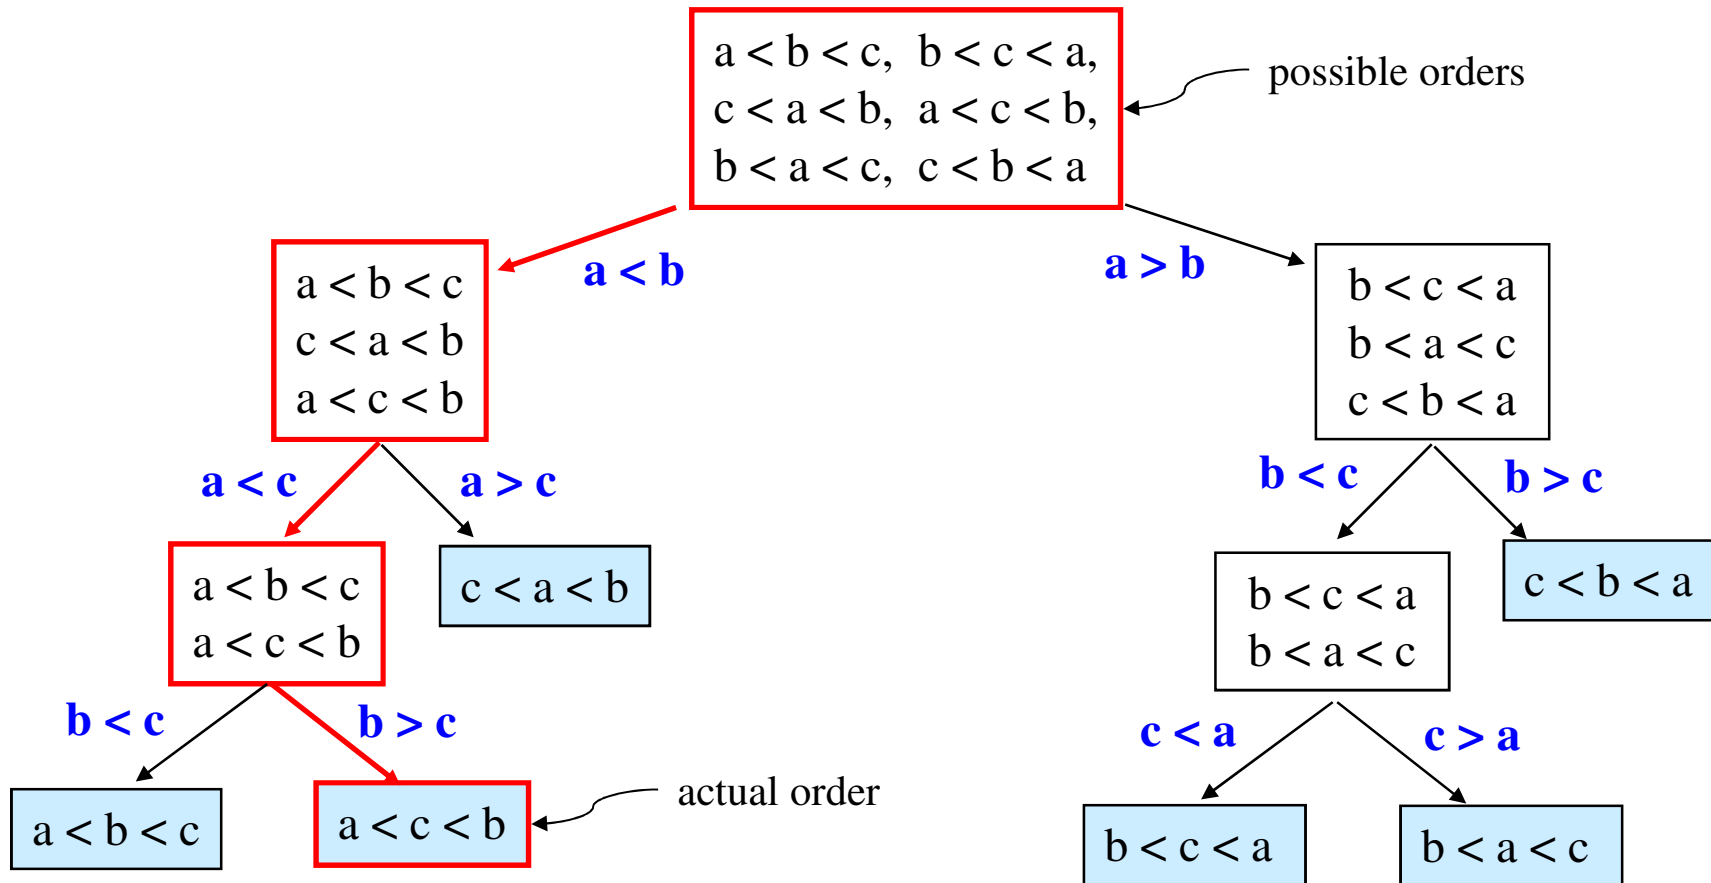 a < b < c,  b < c < a,
c < a < b,  a < c < b,
b < a < c,  c < b < a
possible orders
a < b
a > b
a < b < c
c < a < b
a < c < b
b < c < a
b < a < c
c < b < a
a < c
a > c
b < c
b > c
a < b < c
a < c < b
c < a < b
b < c < a
b < a < c
c < b < a
b < c
b > c
c < a
c > a
a < b < c
a < c < b
actual order
b < c < a
b < a < c